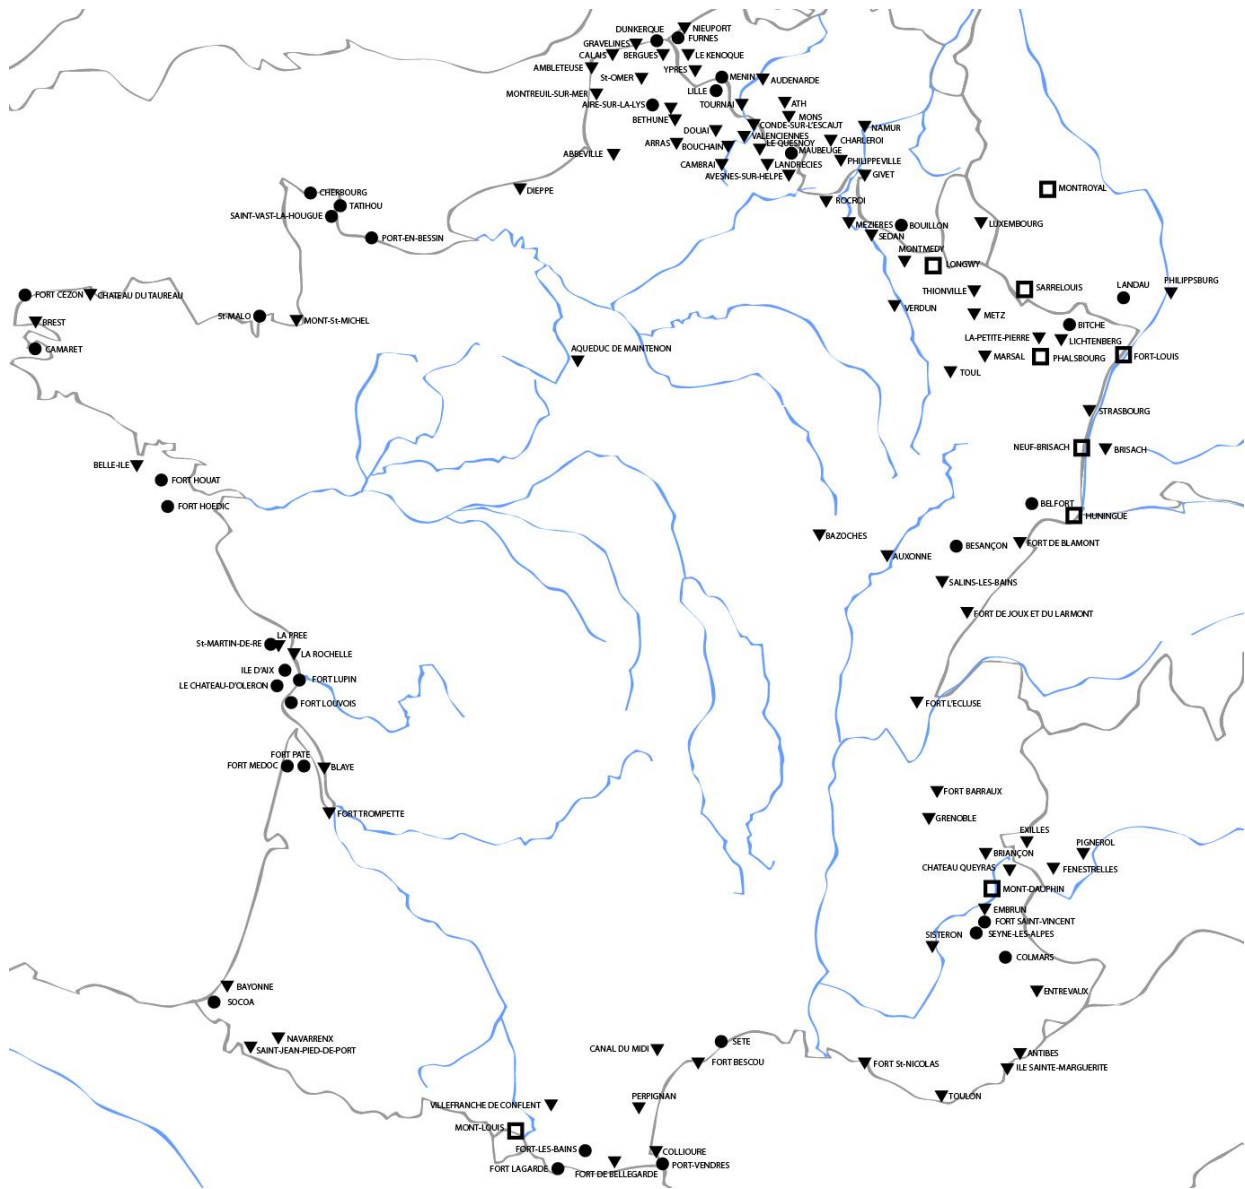 DUNKERQUE
NIEUPORT
FURNES
GRAVELINES
CALAIS
BERGUES
LE KENOQUE
AMBLETEUSE
YPRES
St-OMER
MENIN
AUDENARDE
MONTREUIL-SUR-MER
LILLE
AIRE-SUR-LA-LYS
TOURNAI
ATH
BETHUNE
MONS
CONDE-SUR-L'ESCAUT
NAMUR
DOUAI
VALENCIENNES
CHARLEROI
ARRAS
BOUCHAIN
LE QUESNOY
MAUBEUGE
ABBEVILLE
CAMBRAI
LANDRECIES
PHILIPPEVILLE
AVESNES-SUR-HELPE
GIVET
DIEPPE
MONTROYAL
CHERBOURG
ROCROI
TATIHOU
SAINT-VAST-LA-HOUGUE
MEZIERES
BOUILLON
LUXEMBOURG
PORT-EN-BESSIN
SEDAN
MONTMEDY
LONGWY
FORT CEZON
CHATEAU DU TAUREAU
THIONVILLE
SARRELOUIS
LANDAU
PHILIPPSBURG
VERDUN
BREST
St-MALO
MONT-St-MICHEL
METZ
BITCHE
LA-PETITE-PIERRE
LICHTENBERG
CAMARET
AQUEDUC DE MAINTENON
MARSAL
PHALSBOURG
FORT-LOUIS
TOUL
STRASBOURG
NEUF-BRISACH
BRISACH
BELLE-ILE
FORT HOUAT
FORT HOEDIC
BELFORT
HUNINGUE
BAZOCHES
BESANÇON
FORT DE BLAMONT
AUXONNE
SALINS-LES-BAINS
FORT DE JOUX ET DU LARMONT
LA PREE
St-MARTIN-DE-RE
LA ROCHELLE
ILE D'AIX
FORT LUPIN
LE CHATEAU-D'OLERON
FORT LOUVOIS
FORT L'ECLUSE
FORT PATE
FORT MEDOC
BLAYE
FORT TROMPETTE
FORT BARRAUX
GRENOBLE
EXILLES
BRIANÇON
PIGNEROL
CHATEAU QUEYRAS
FENESTRELLES
MONT-DAUPHIN
EMBRUN
FORT SAINT-VINCENT
SISTERON
SEYNE-LES-ALPES
COLMARS
BAYONNE
ENTREVAUX
SOCOA
NAVARRENX
SAINT-JEAN-PIED-DE-PORT
SETE
CANAL DU MIDI
FORT BESCOU
FORT St-NICOLAS
ANTIBES
ILE SAINTE-MARGUERITE
TOULON
VILLEFRANCHE DE CONFLENT
PERPIGNAN
MONT-LOUIS
FORT-LES-BAINS
COLLIOURE
FORT LAGARDE
FORT DE BELLEGARDE
PORT-VENDRES